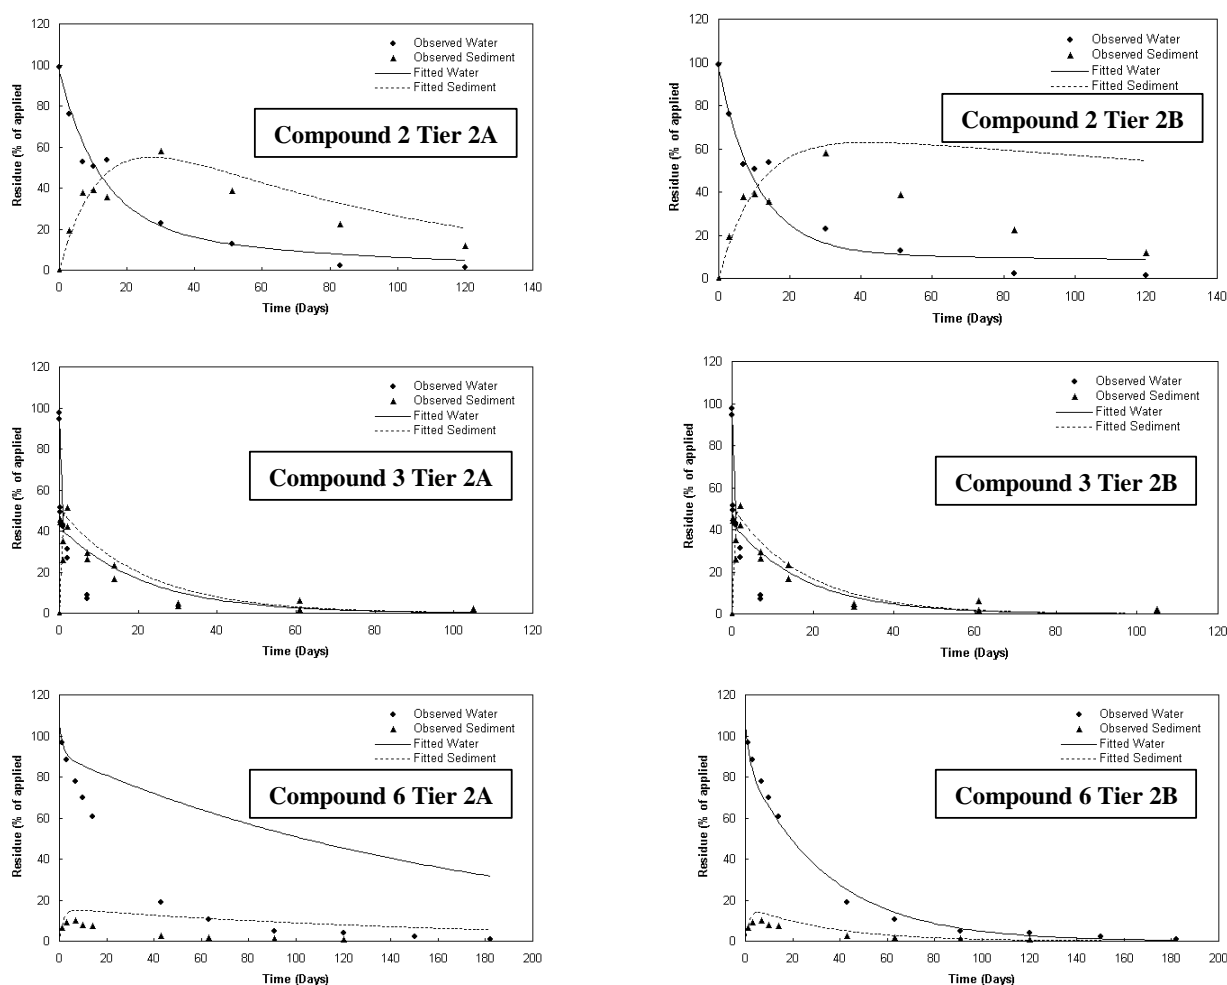 120
100
80
60
40
20
0
Residue (% of applied
Observed Water
Observed Sediment
Fitted Water
Fitted Sediment
Compound 2 Tier 2A
0 20 40 60 80 100 120 140
Time (Days)
120
100
80
60
40
20
0
Residue (% of applied
Observed Water
Observed Sediment
Fitted Water
Fitted Sediment
Compound 2 Tier 2B
0 20 40 60 80 100 120 140
Time (Days)
120
100
80
60
40
20
0
Residue (% of applied
Observed Water
Observed Sediment
Fitted Water
Fitted Sediment
Compound 3 Tier 2A
0 20 40 60 80 100 120
Time (Days)
120
100
80
60
40
20
0
Residue (% of applied
Observed Water
Observed Sediment
Fitted Water
Fitted Sediment
Compound 3 Tier 2B
0 20 40 60 80 100 120
Time (Days)
120
100
80
60
40
20
0
Residue (% of applied
Observed Water
Observed Sediment
Fitted Water
Fitted Sediment
Compound 6 Tier 2A
0 20 40 60 80 100 120 140 160 180 200
Time (Days)
120
100
80
60
40
20
0
Residue (% of applied
Observed Water
Observed Sediment
Fitted Water
Fitted Sediment
Compound 6 Tier 2B
0 20 40 60 80 100 120 140 160 180 200
Time (Days)